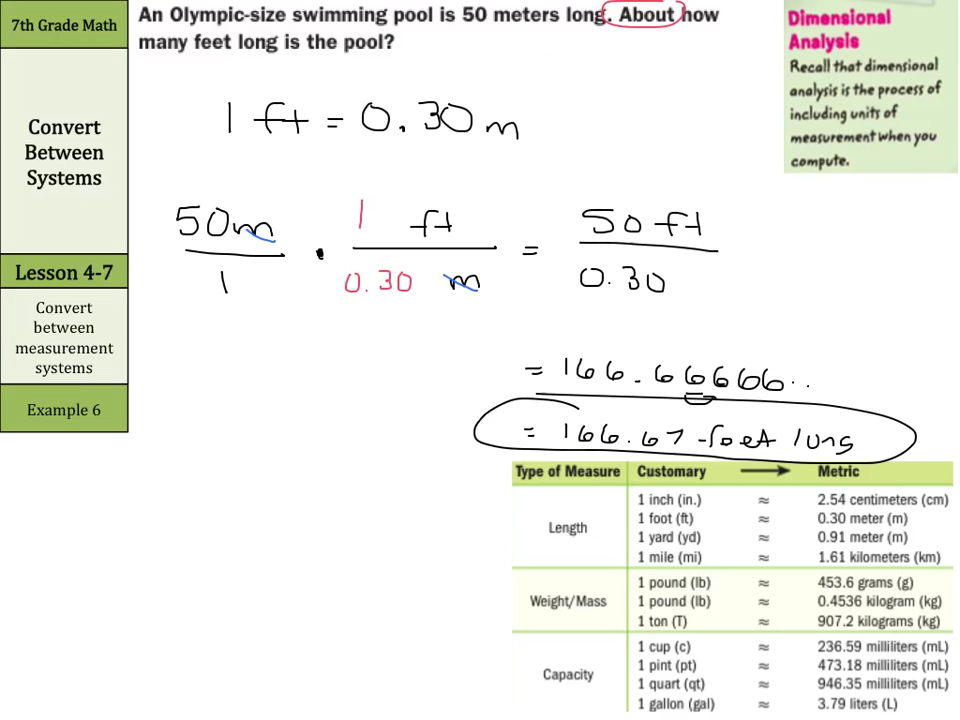 7th Grade Math
Convert
Between
Systems
Lesson 4-7
Convert
between
measurement
systems
Example 6
An Olympic-size swimming pool is 50 meters long. About how
many feet long is the pool?
Dimensional
Analysis
Recall that dimensional
analysis is the process of
including units of
measurement when you
compute.
1 ft = 0.30 m
50m 1 ft 50 ft
· =
1 0.30 m 0.30
= 166.666666..
= 166.67 feet long
Type of Measure Customary → Metric
Length
1 inch (in.) ≈ 2.54 centimeters (cm)
1 foot (ft) ≈ 0.30 meter (m)
1 yard (yd) ≈ 0.91 meter (m)
1 mile (mi) ≈ 1.61 kilometers (km)
Weight/Mass
1 pound (lb) ≈ 453.6 grams (g)
1 pound (lb) ≈ 0.4536 kilogram (kg)
1 ton (T) ≈ 907.2 kilograms (kg)
Capacity
1 cup (c) ≈ 236.59 milliliters (mL)
1 pint (pt) ≈ 473.18 milliliters (mL)
1 quart (qt) ≈ 946.35 milliliters (mL)
1 gallon (gal) ≈ 3.79 liters (L)